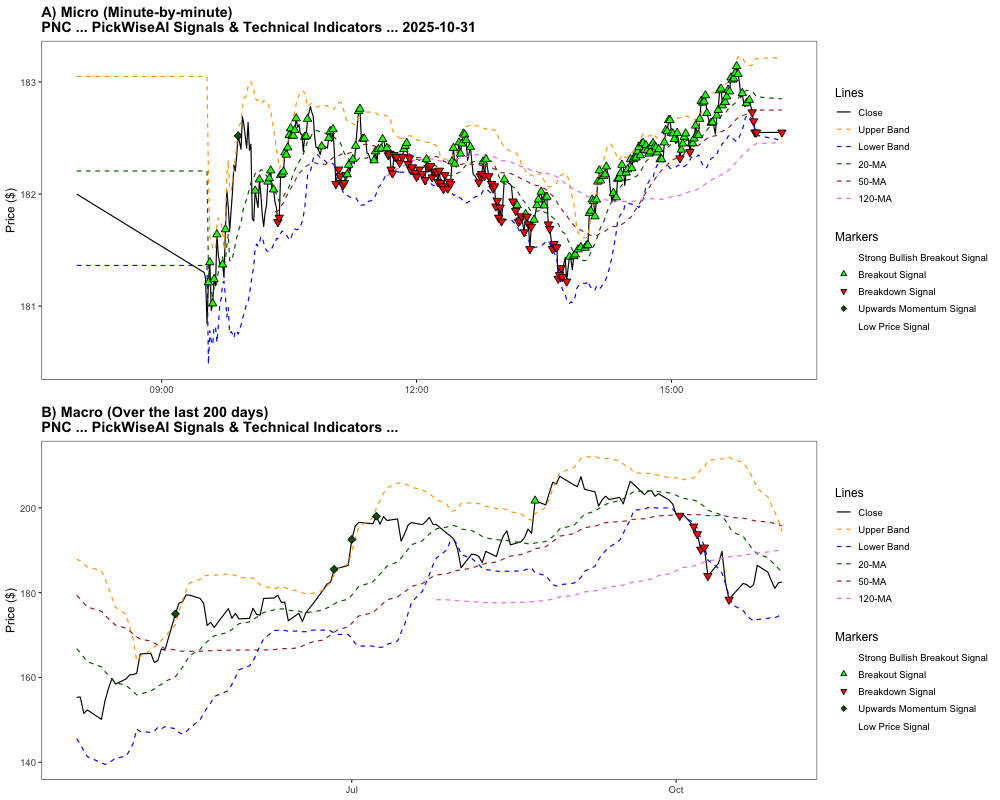 A) Micro (Minute-by-minute)
PNC ... PickWiseAI Signals & Technical Indicators ... 2025-10-31
183
182
181
Price ($)
09:00
12:00
15:00
Lines
Close
Upper Band
Lower Band
20-MA
50-MA
120-MA
Markers
Strong Bullish Breakout Signal
Breakout Signal
Breakdown Signal
Upwards Momentum Signal
Low Price Signal
B) Macro (Over the last 200 days)
PNC ... PickWiseAI Signals & Technical Indicators ...
200
180
160
140
Price ($)
Jul
Oct
Lines
Close
Upper Band
Lower Band
20-MA
50-MA
120-MA
Markers
Strong Bullish Breakout Signal
Breakout Signal
Breakdown Signal
Upwards Momentum Signal
Low Price Signal